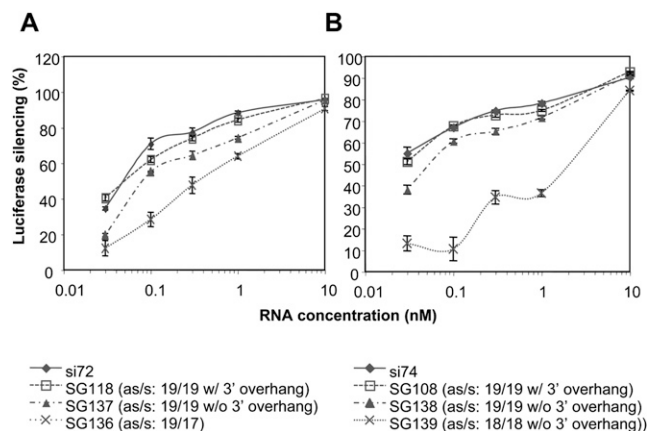 A
B
Luciferase silencing (%)
120
100
80
60
40
20
0
0.01
0.1
1
10
100
90
80
70
60
50
40
30
20
10
0
0.01
0.1
1
10
RNA concentration (nM)
si72
SG118 (as/s: 19/19 w/ 3' overhang)
SG137 (as/s: 19/19 w/o 3' overhang)
SG136 (as/s: 19/17)
si74
SG108 (as/s: 19/19 w/ 3' overhang)
SG138 (as/s: 19/19 w/o 3' overhang)
SG139 (as/s: 18/18 w/o 3' overhang))